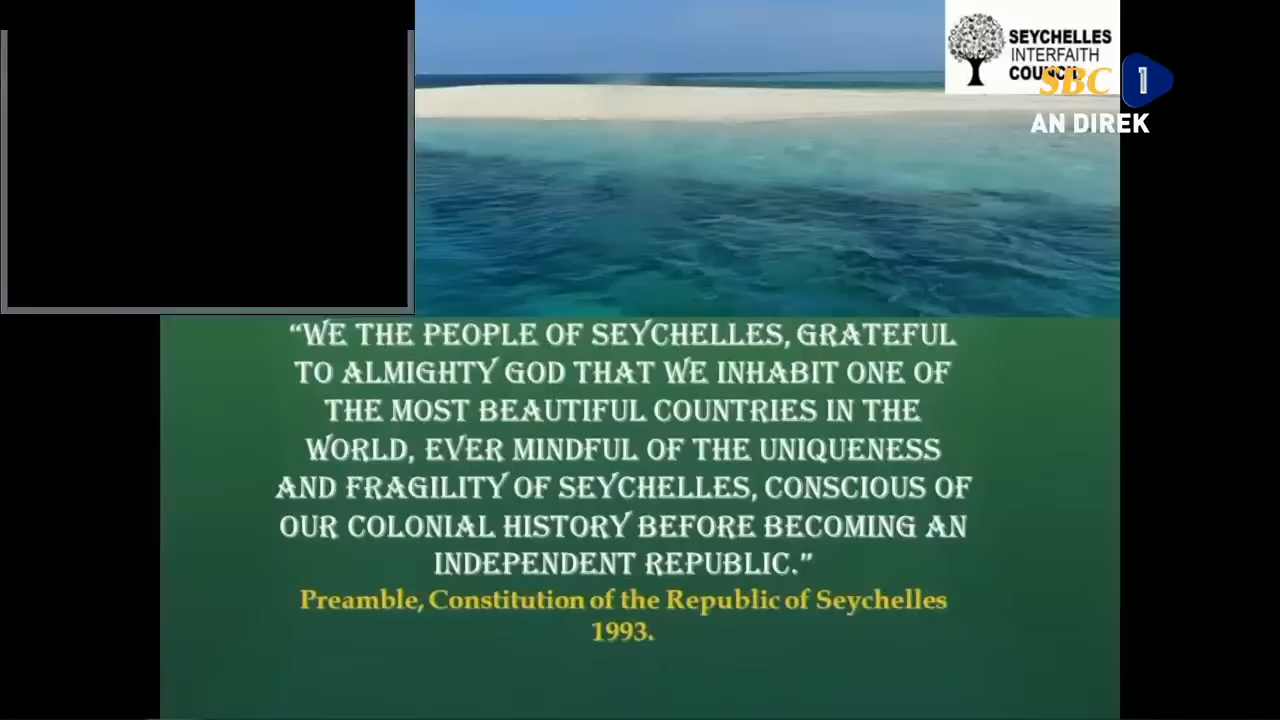 SEYCHELLES
INTERFAITH
COUNCIL
SBC 1
AN DIREK
“WE THE PEOPLE OF SEYCHELLES, GRATEFUL
TO ALMIGHTY GOD THAT WE INHABIT ONE OF
THE MOST BEAUTIFUL COUNTRIES IN THE
WORLD, EVER MINDFUL OF THE UNIQUENESS
AND FRAGILITY OF SEYCHELLES, CONSCIOUS OF
OUR COLONIAL HISTORY BEFORE BECOMING AN
INDEPENDENT REPUBLIC.”
Preamble, Constitution of the Republic of Seychelles
1993.